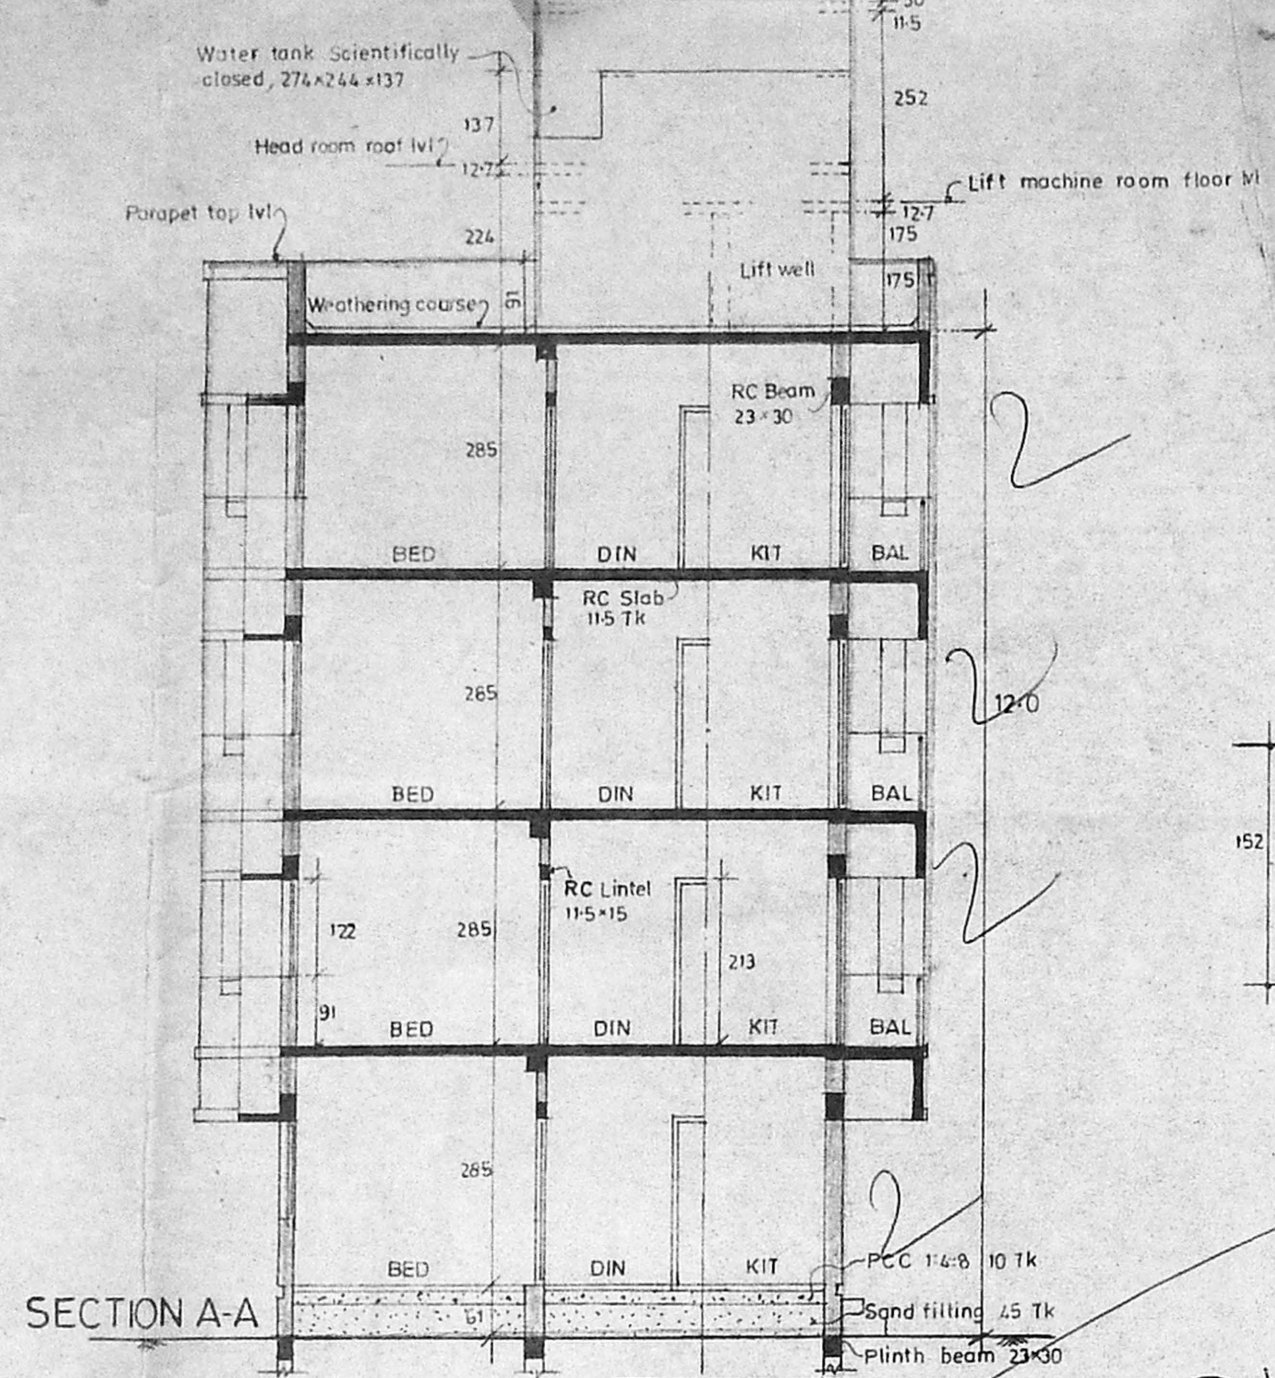 11.5
Water tank Scientifically
closed, 274×244×137
252
137
Head room roof lvl
12.7
Lift machine room floor lvl
Parapet top lvl
12.7
224
175
Lift well
175
Weathering course
91
RC Beam
23×30
285
BED DIN KIT BAL
RC Slab
11.5 Tk
285
12.0
BED DIN KIT BAL
152
RC Lintel
11.5×15
122
285
213
91
BED DIN KIT BAL
285
BED DIN KIT
PCC 1:4:8 10 Tk
SECTION A-A
61
Sand filling 45 Tk
Plinth beam 23×30